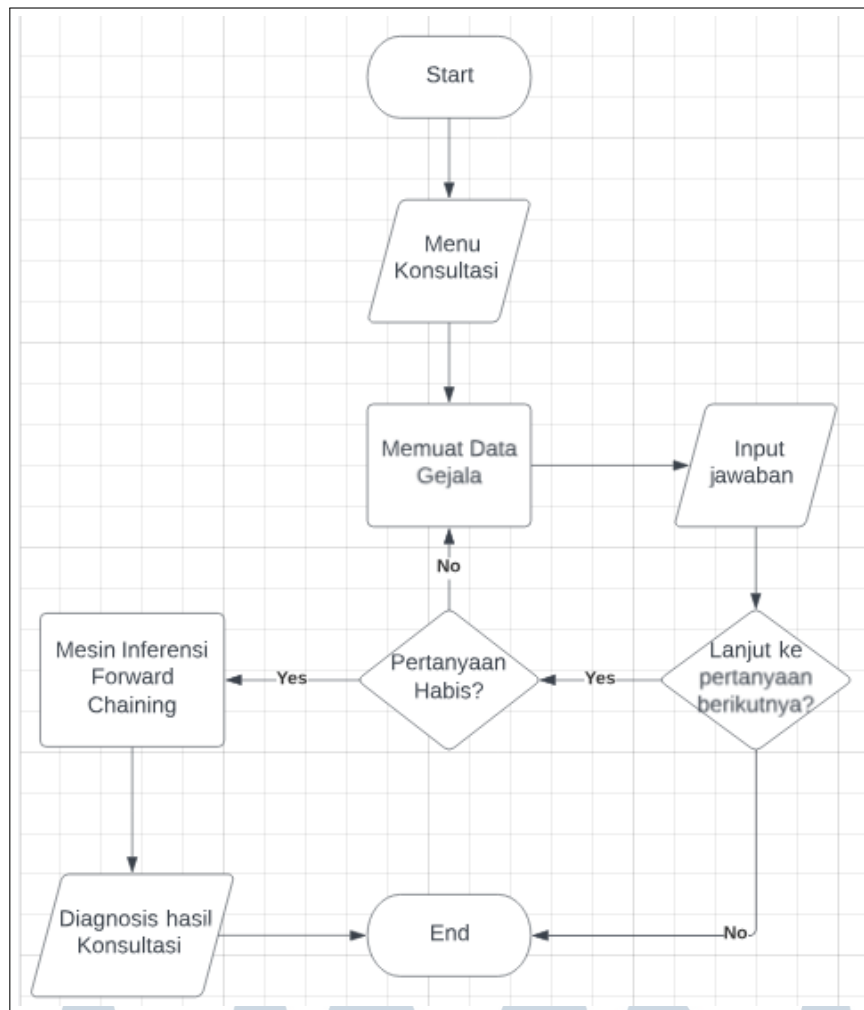 Start
Menu
Konsultasi
Memuat Data
Gejala
Input
jawaban
No
Mesin Inferensi
Forward
Chaining
Yes
Pertanyaan
Habis?
Yes
Lanjut ke
pertanyaan
berikutnya?
Diagnosis hasil
Konsultasi
End
No